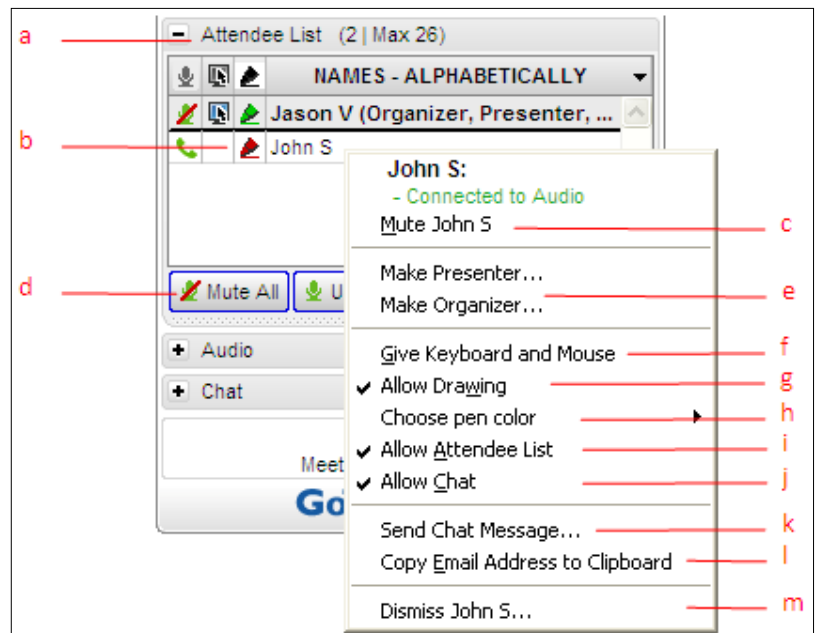 a
Attendee List (2 | Max 26)
NAMES - ALPHABETICALLY
Jason V (Organizer, Presenter, ...
b
John S
John S:
- Connected to Audio
Mute John S
c
d
Mute All
U
Make Presenter...
e
Make Organizer...
Audio
Give Keyboard and Mouse
f
Chat
Allow Drawing
g
Choose pen color
h
Meet
Allow Attendee List
i
Allow Chat
j
Go
Send Chat Message...
k
Copy Email Address to Clipboard
l
Dismiss John S...
m